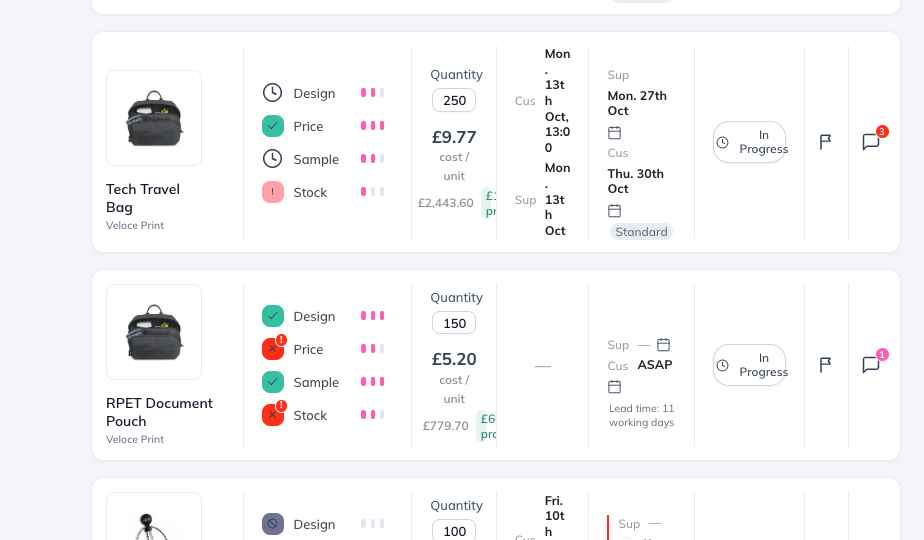 Tech Travel
Bag
Veloce Print
Design
Price
Sample
!
Stock
Quantity
250
£9.77
cost /
unit
£2,443.60
Cus
Mon
.
13t
h
Oct,
13:0
0
Sup
Mon
.
13t
h
Oct
Sup
Mon. 27th
Oct
Cus
Thu. 30th
Oct
Standard
In
Progress
3
RPET Document
Pouch
Veloce Print
Design
!
Price
Sample
!
Stock
Quantity
150
£5.20
cost /
unit
£779.70
£6
—
Sup —
Cus ASAP
Lead time: 11
working days
In
Progress
1
Design
Quantity
100
Fri.
10t
h
Cus
Sup —